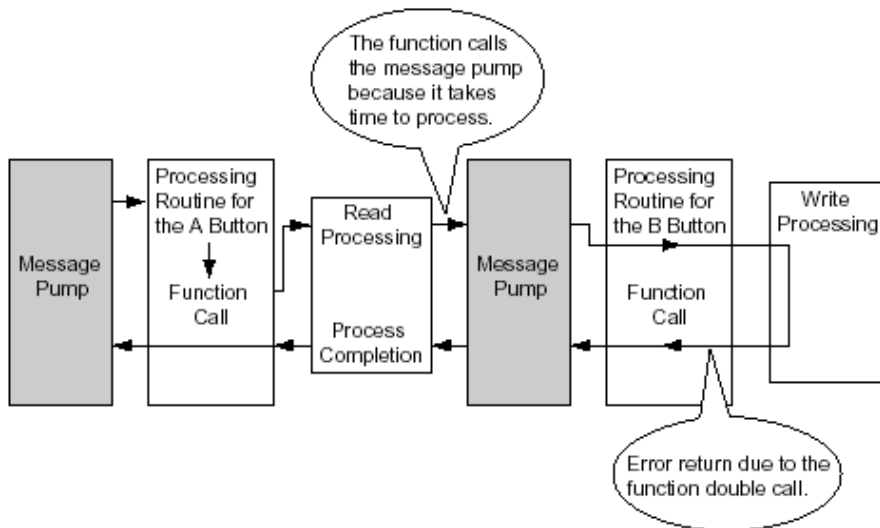 The function calls
the message pump
because it takes
time to process.
Message
Pump
Processing
Routine for
the A Button
Function
Call
Read
Processing
Process
Completion
Message
Pump
Processing
Routine for
the B Button
Function
Call
Write
Processing
Error return due to the
function double call.